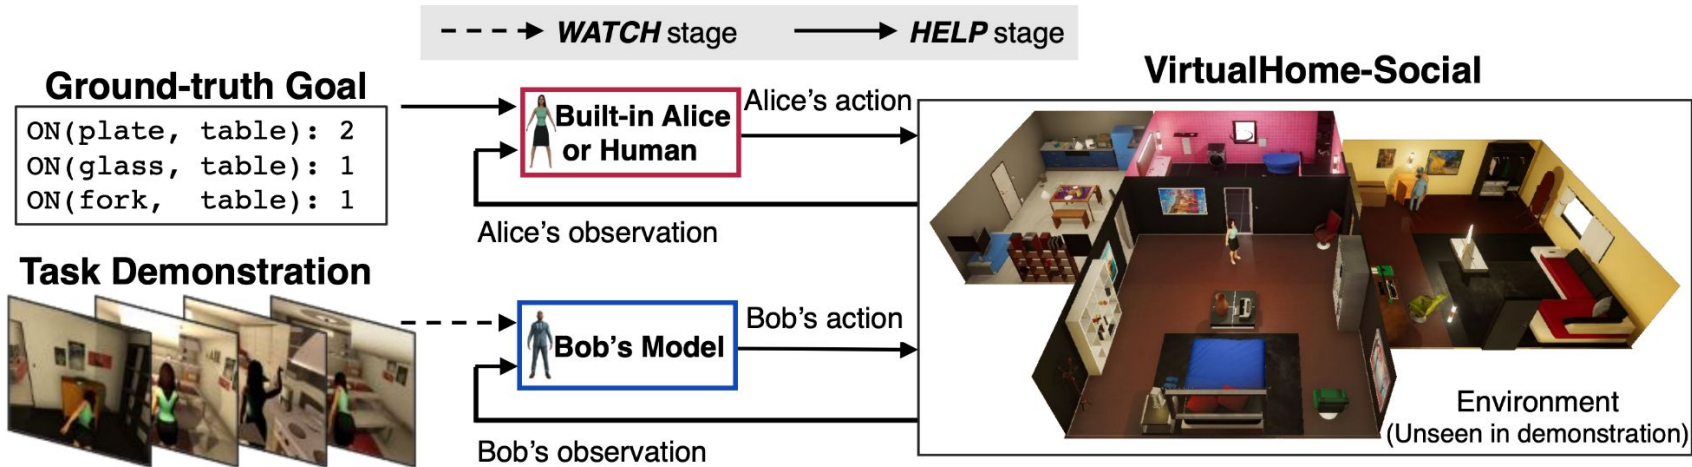 WATCH stage
HELP stage
Ground-truth Goal
ON(plate, table): 2
ON(glass, table): 1
ON(fork, table): 1
Built-in Alice
or Human
Alice's action
Alice's observation
VirtualHome-Social
Task Demonstration
Bob's Model
Bob's action
Bob's observation
Environment
(Unseen in demonstration)